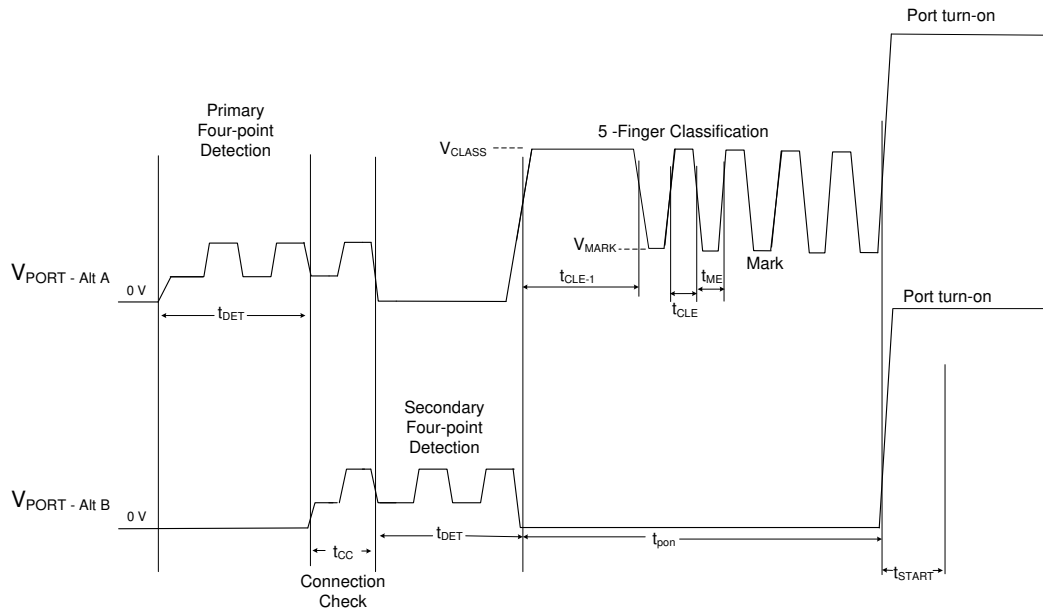 Port turn-on
Primary
Four-point
Detection
5 -Finger Classification
VCLASS
VMARK
Mark
VPORT - Alt A
0 V
tDET
tCLE-1
tCLE
tME
Port turn-on
Secondary
Four-point
Detection
VPORT - Alt B
0 V
tCC
tDET
tpon
tSTART
Connection
Check